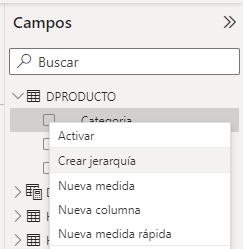 Campos
Buscar
DPRODUCTO
Categoria
Activar
Crear jerarquía
Nueva medida
Nueva columna
Nueva medida rápida